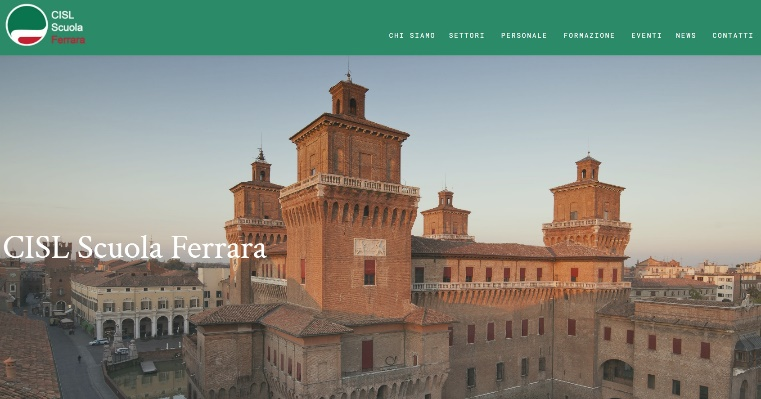 CISL
Scuola
Ferrara
CHI SIAMO SETTORI PERSONALE FORMAZIONE EVENTI NEWS CONTATTI
CISL Scuola Ferrara